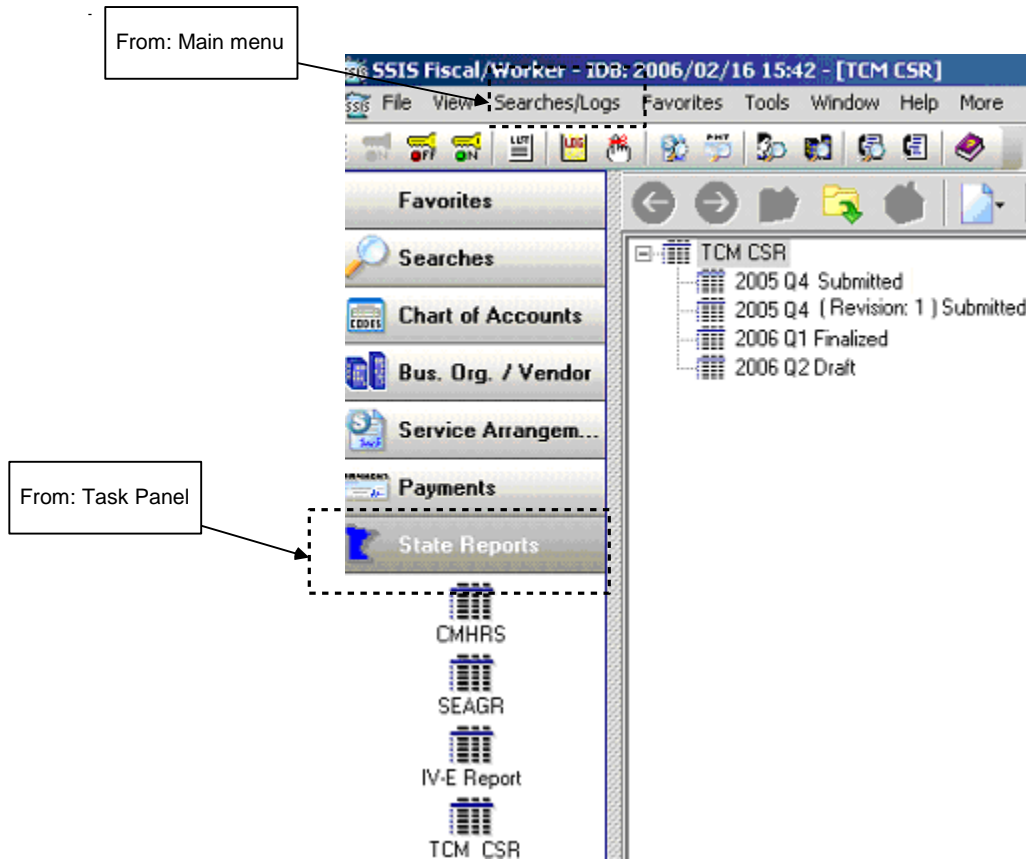 From: Main menu
SSIS Fiscal/Worker - IDB: 2006/02/16 15:42 - [TCM CSR]
File View Searches/Logs Favorites Tools Window Help More
OFF ON LOG
Favorites
Searches
Chart of Accounts
CODES
Bus. Org. / Vendor
Service Arrangem...
Payments
State Reports
From: Task Panel
CMHRS
SEAGR
IV-E Report
TCM CSR
TCM CSR
2005 Q4 Submitted
2005 Q4 ( Revision: 1 ) Submitted
2006 Q1 Finalized
2006 Q2 Draft